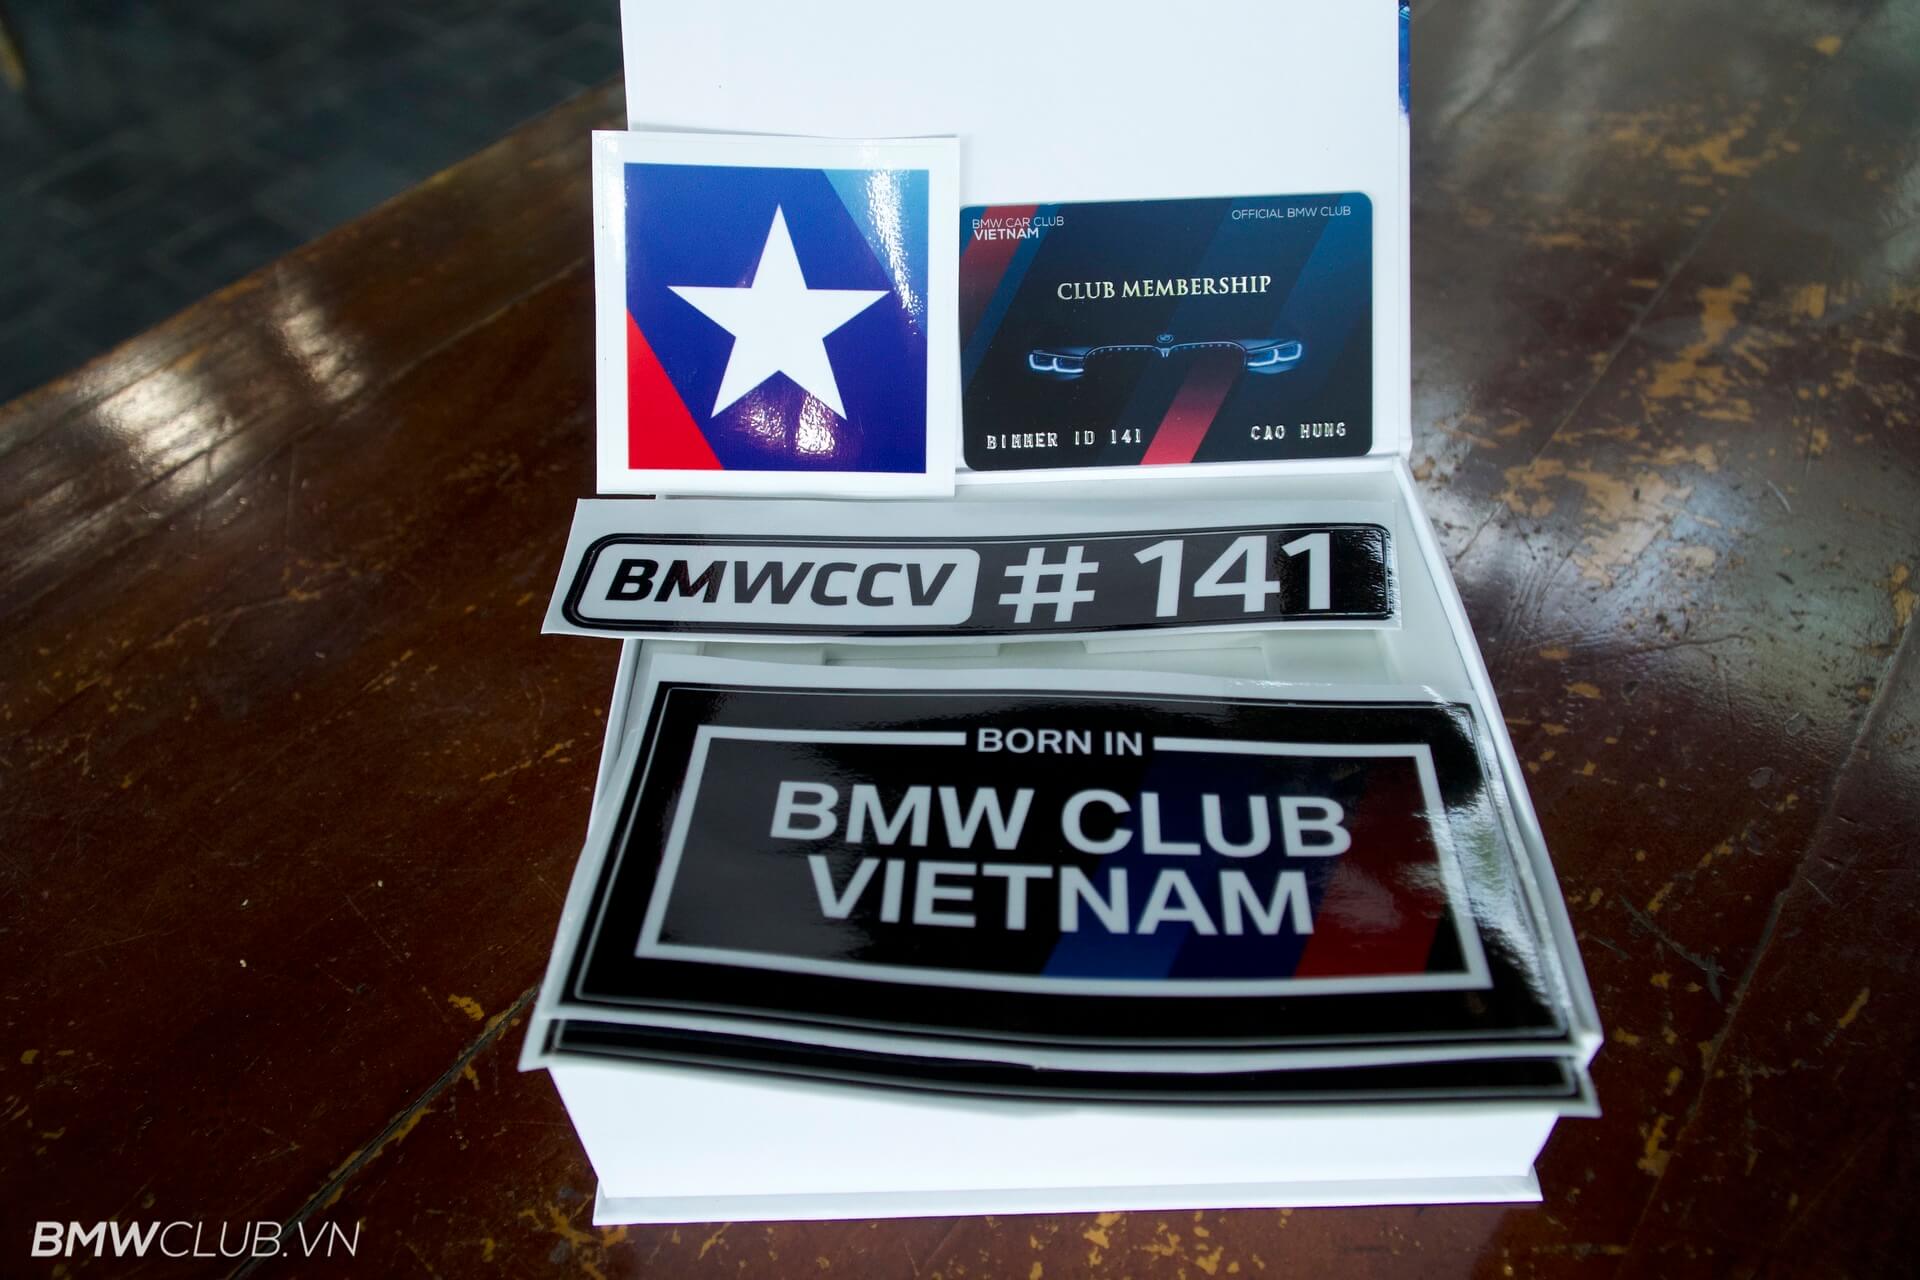 BMW CAR CLUB
VIETNAM
OFFICIAL BMW CLUB
CLUB MEMBERSHIP
BIMMER ID 141
CAO HUNG
BMWCCV # 141
BORN IN
BMW CLUB
VIETNAM
BMWCLUB.VN